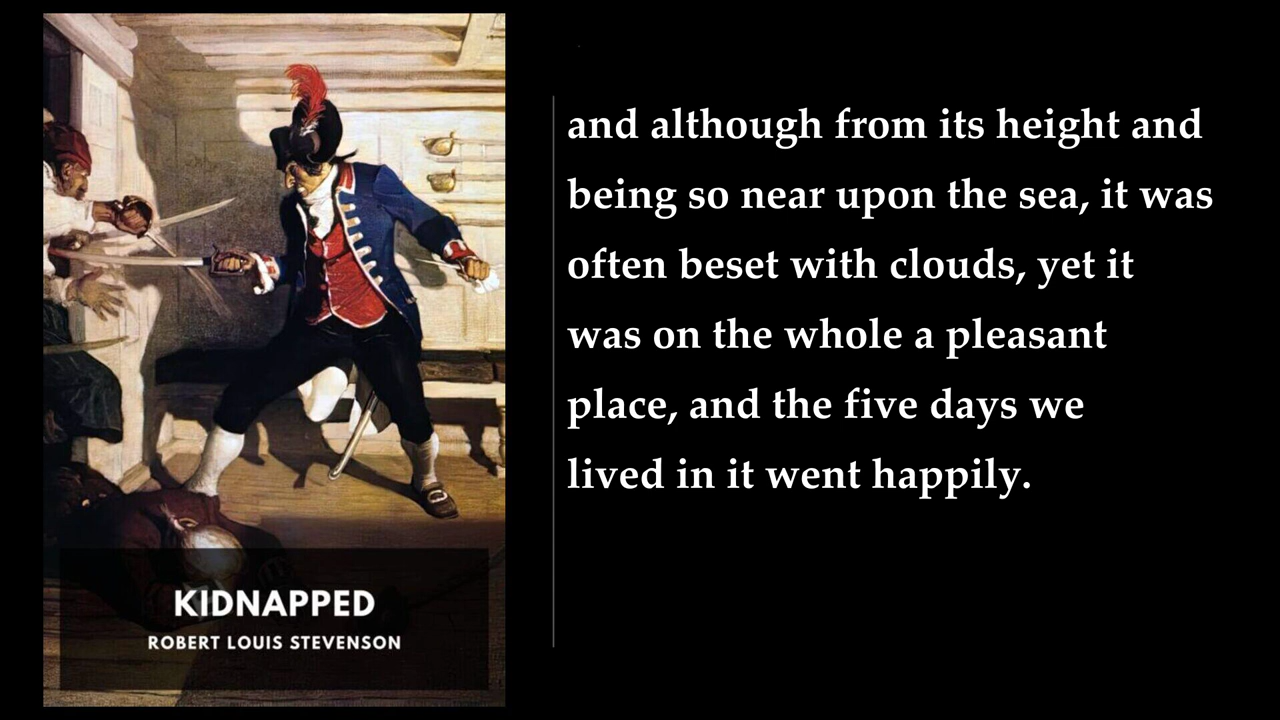 and although from its height and
being so near upon the sea, it was
often beset with clouds, yet it
was on the whole a pleasant
place, and the five days we
lived in it went happily.
KIDNAPPED
ROBERT LOUIS STEVENSON